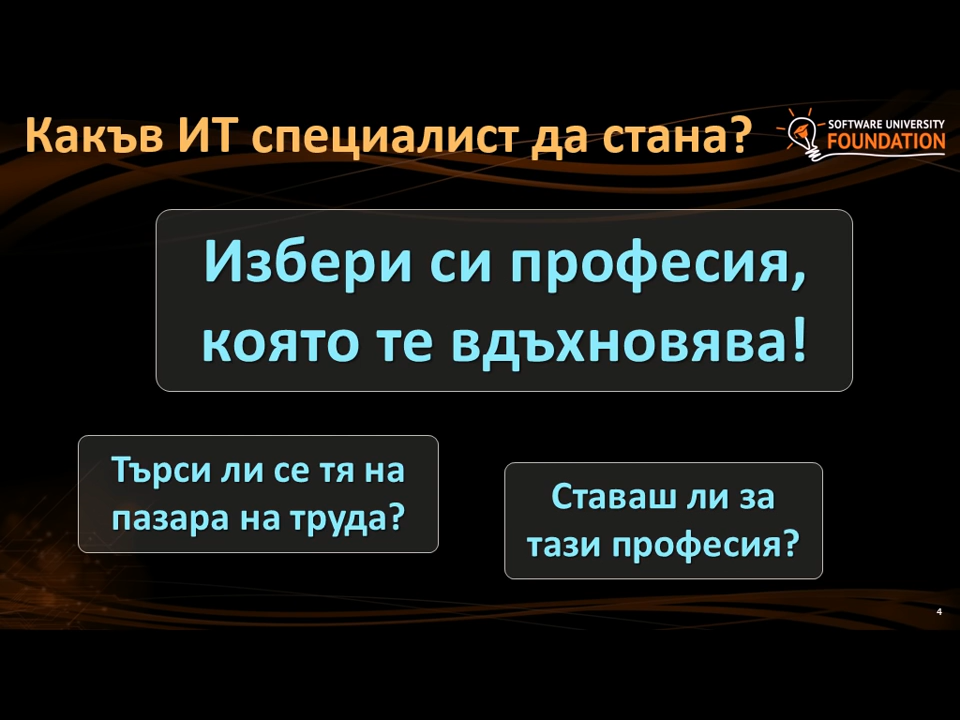 Какъв ИТ специалист да стана?
SOFTWARE UNIVERSITY
FOUNDATION
Избери си професия,
която те вдъхновява!
Търси ли се тя на
пазара на труда?
Ставаш ли за
тази професия?
4